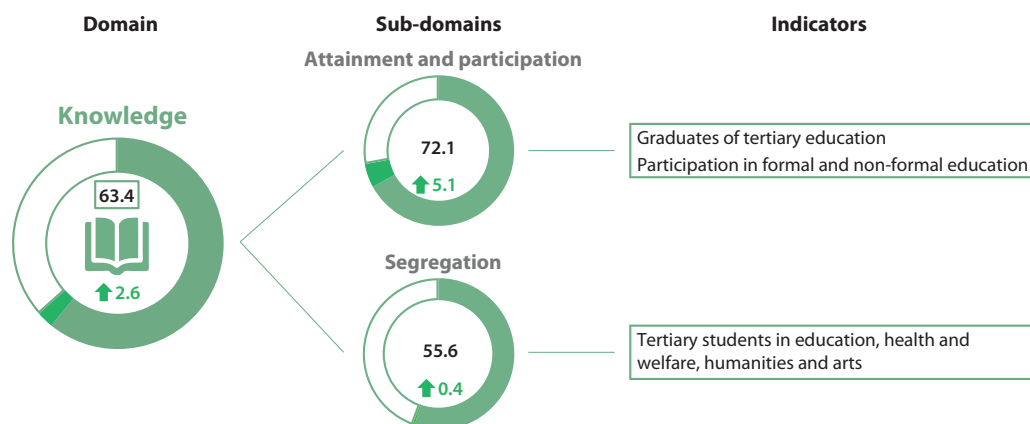 Domain
Sub-domains
Indicators
Attainment and participation
Knowledge
72.1
5.1
Graduates of tertiary education
Participation in formal and non-formal education
63.4
2.6
Segregation
55.6
0.4
Tertiary students in education, health and
welfare, humanities and arts